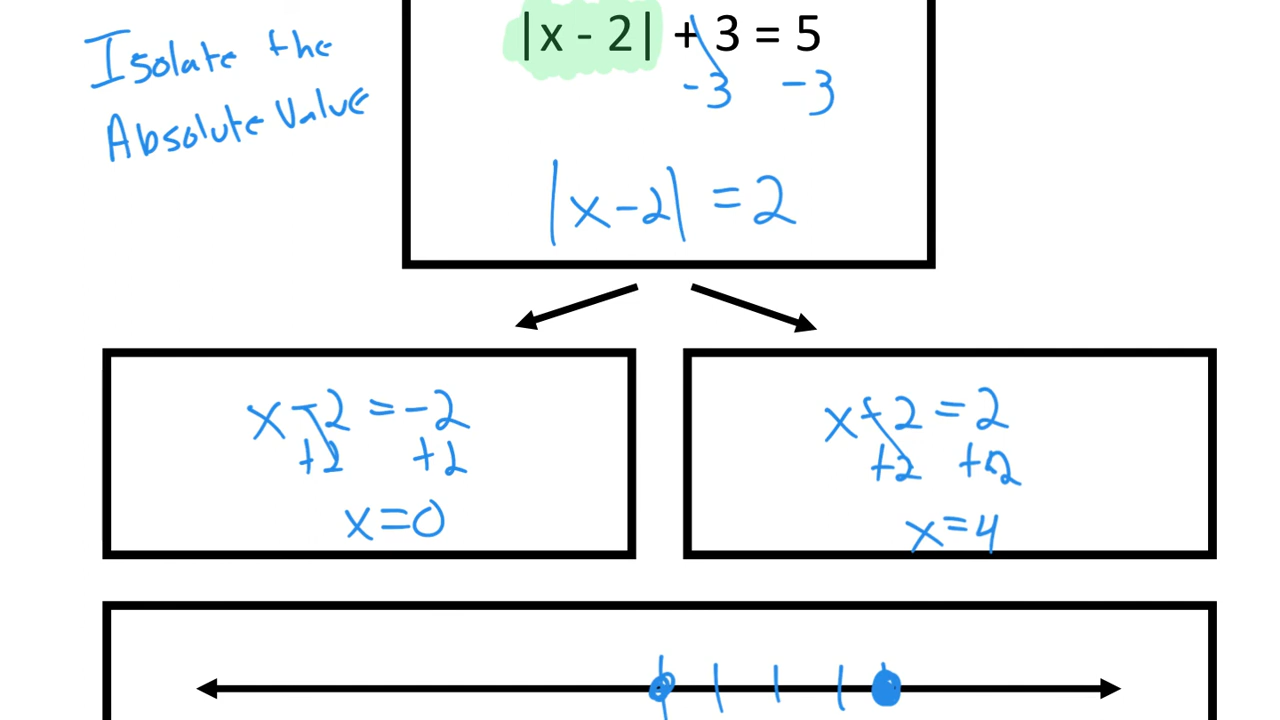 Isolate the
Absolute Value
|x - 2| + 3 = 5
-3 -3
|x-2| = 2
x-2 = -2
+2 +2
x=0
x-2 = 2
+2 +2
x=4